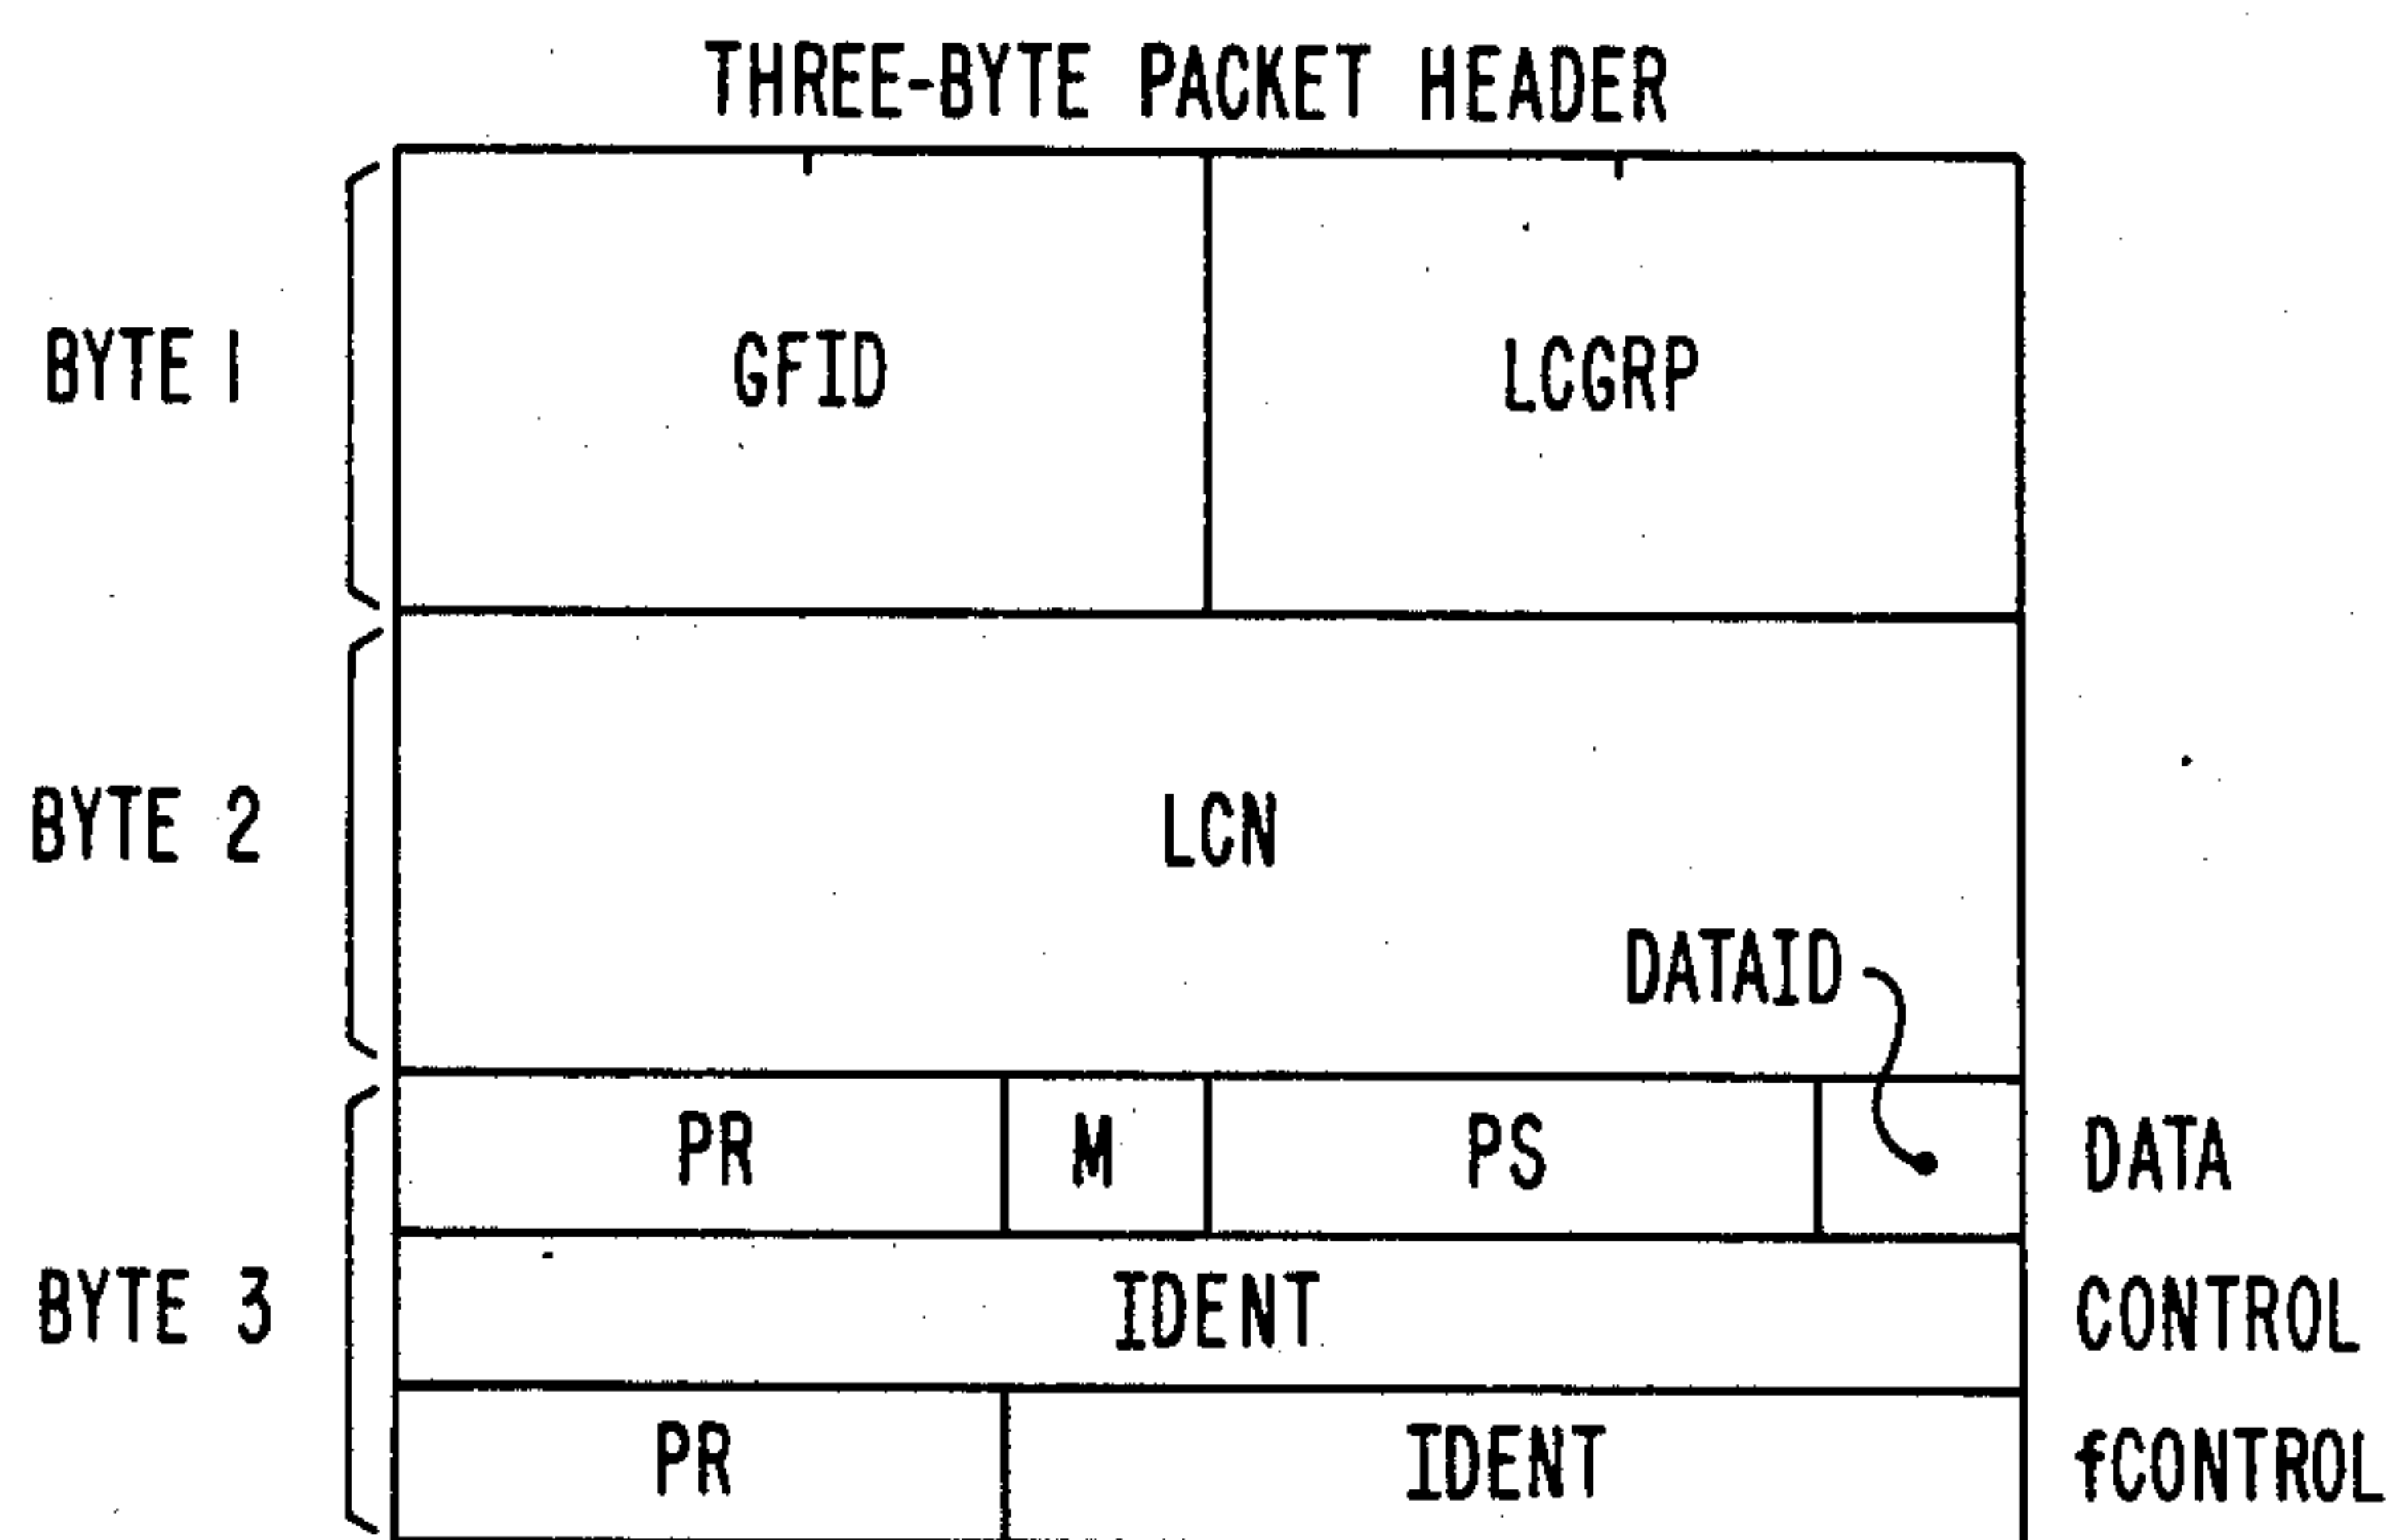 THREE-BYTE PACKET HEADER
BYTE 1
GFID
LCGRP
BYTE 2
LCN
DATAID
BYTE 3
PR
M
PS
DATA
IDENT
CONTROL
PR
IDENT
fCONTROL